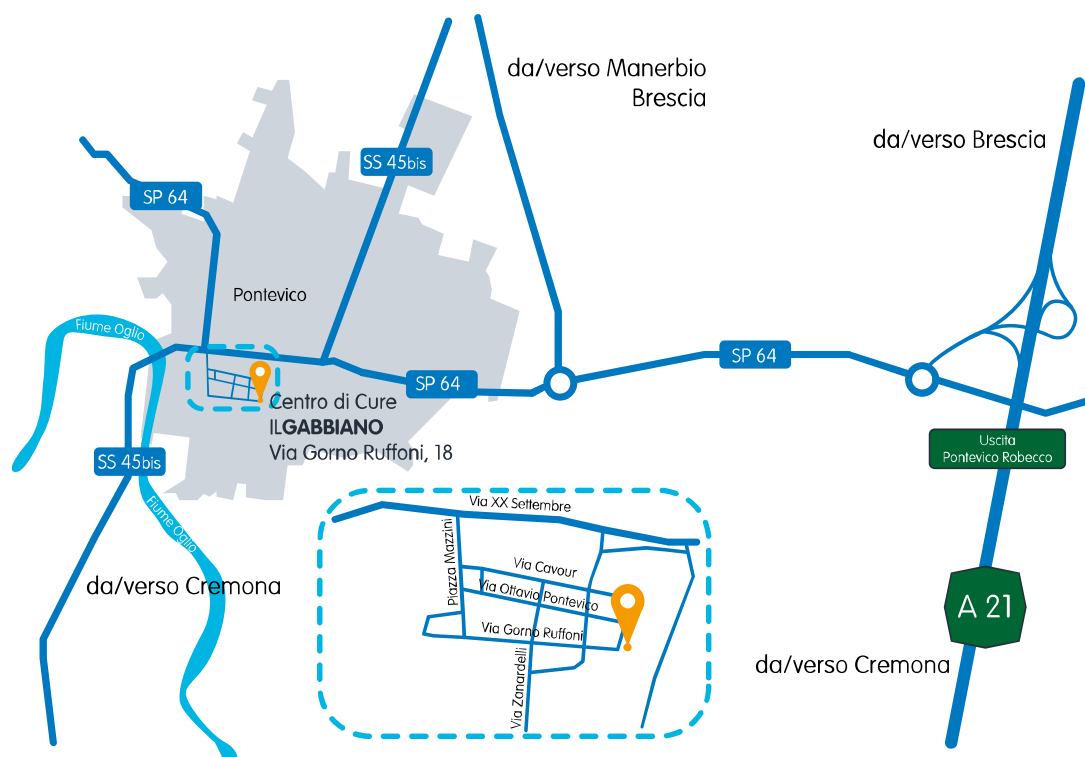 da/verso Manerbio
Brescia
da/verso Brescia
SS 45bis
SP 64
Pontevico
Fiume Oglio
SP 64
SP 64
Centro di Cure
ILGABBIANO
Via Gorno Ruffoni, 18
Uscita
Pontevico Robecco
SS 45bis
Fiume Oglio
Via XX Settembre
Piazza Mazzini
Via Cavour
Via Ottavio Pontevico
Via Gorno Ruffoni
Via Zanardelli
da/verso Cremona
A 21
da/verso Cremona